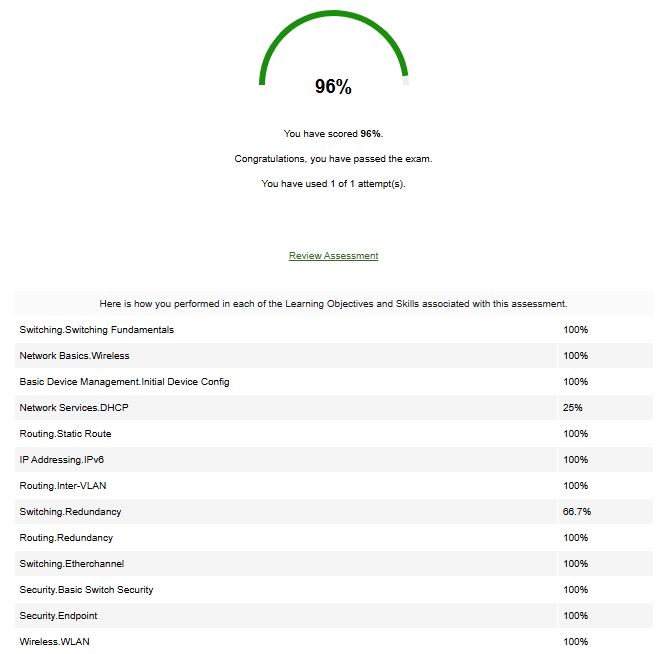 96%
You have scored 96%.
Congratulations, you have passed the exam.
You have used 1 of 1 attempt(s).
Review Assessment
Here is how you performed in each of the Learning Objectives and Skills associated with this assessment.
Switching.Switching Fundamentals 100%
Network Basics.Wireless 100%
Basic Device Management.Initial Device Config 100%
Network Services.DHCP 25%
Routing.Static Route 100%
IP Addressing.IPv6 100%
Routing.Inter-VLAN 100%
Switching.Redundancy 66.7%
Routing.Redundancy 100%
Switching.Etherchannel 100%
Security.Basic Switch Security 100%
Security.Endpoint 100%
Wireless.WLAN 100%